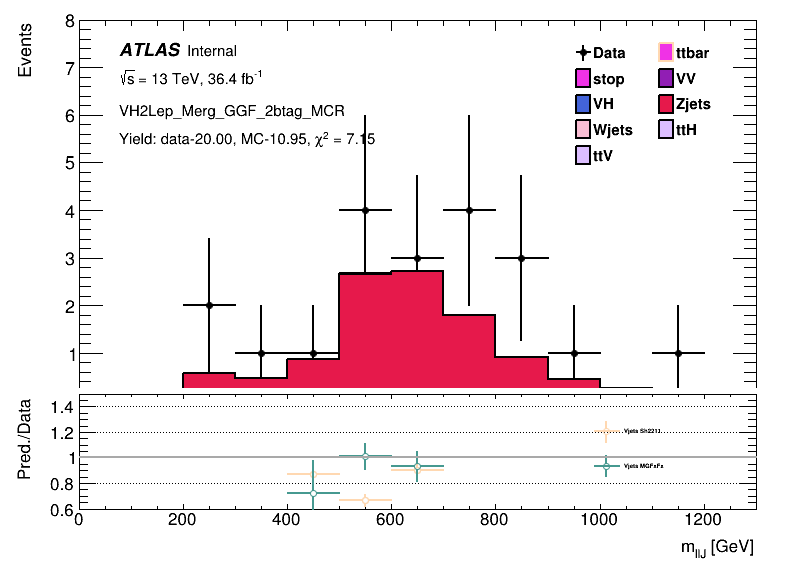 Events
8
7
6
5
4
3
2
1
ATLAS Internal
√s = 13 TeV, 36.4 fb⁻¹
VH2Lep_Merg_GGF_2btag_MCR
Yield: data-20.00, MC-10.95, χ² = 7.15
Data
ttbar
stop
VV
VH
Zjets
Wjets
ttH
ttV
Pred./Data
1.4
1.2
1
0.8
0.6
Vjets Sh2211
Vjets MGFxFx
0 200 400 600 800 1000 1200
m_llJ [GeV]